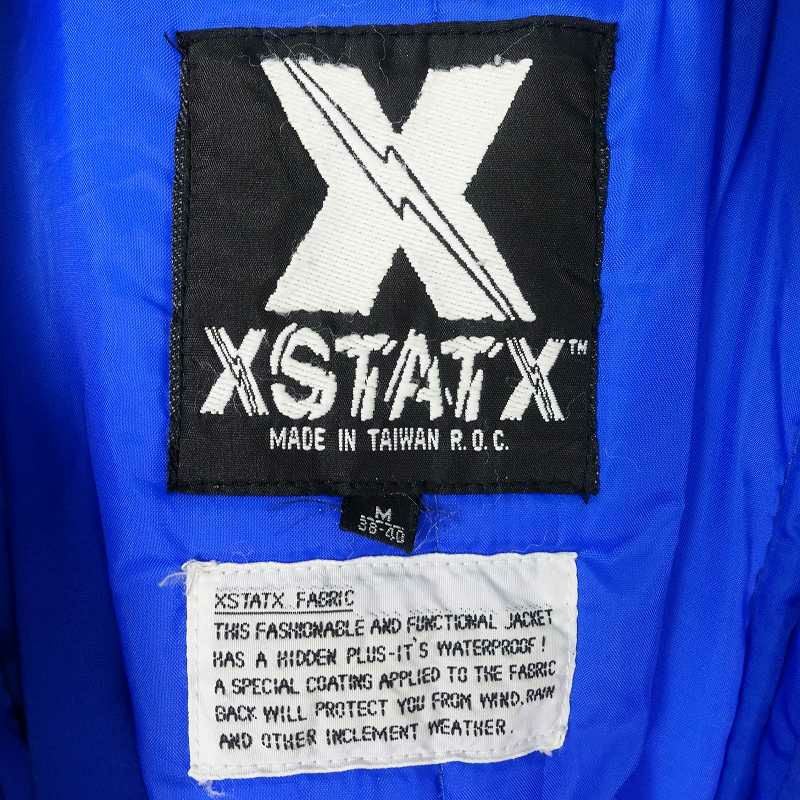 X
XSTATX™
MADE IN TAIWAN R.O.C.
M
38-40
XSTATX FABRIC
THIS FASHIONABLE AND FUNCTIONAL JACKET
HAS A HIDDEN PLUS-IT'S WATERPROOF!
A SPECIAL COATING APPLIED TO THE FABRIC
BACK WILL PROTECT YOU FROM WIND, RAIN
AND OTHER INCLEMENT WEATHER.